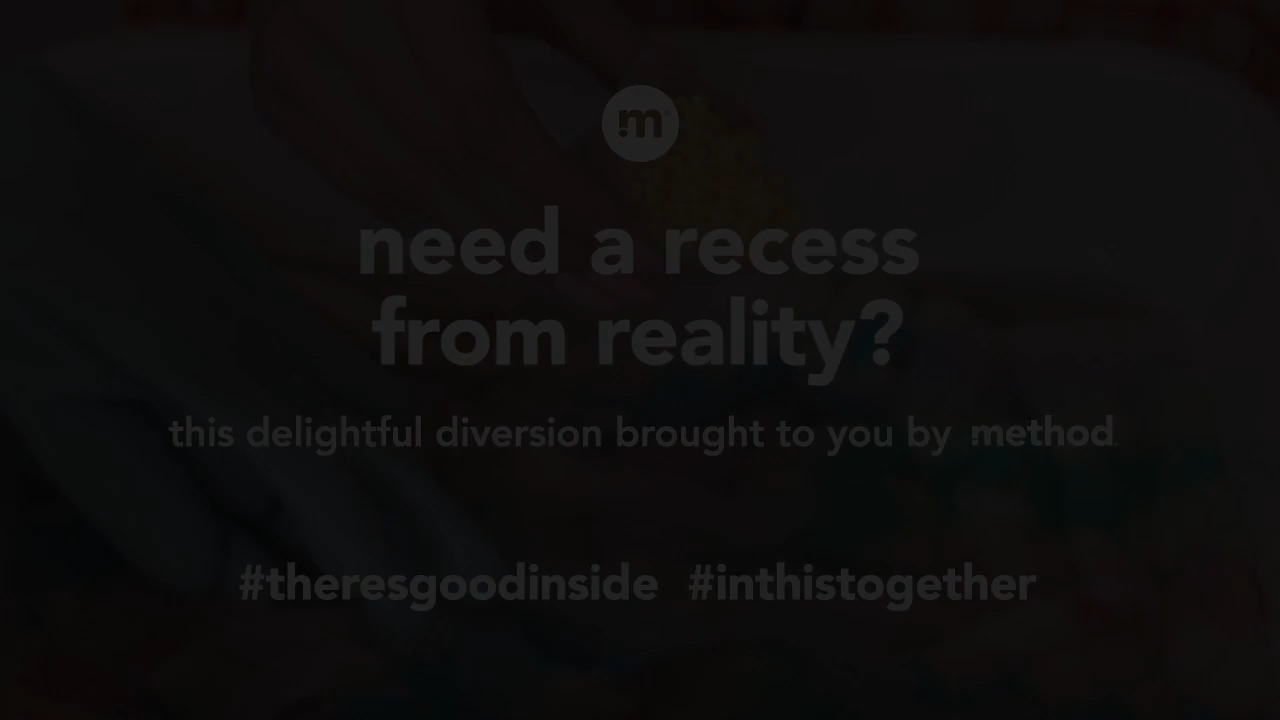 m
need a recess
from reality?
this delightful diversion brought to you by method
#theresgoodinside #inthistogether